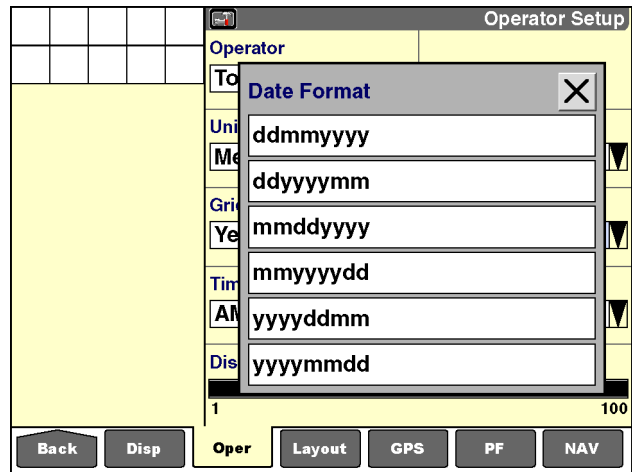 Operator Setup
Operator
To
Date Format
ddmmyyyy
Uni
Me
ddyyyymm
mmddyyyy
Gri
Ye
mmyyyydd
Tim
AM
yyyyddmm
Dis
yyyymmdd
1 100
Back Disp Oper Layout GPS PF NAV